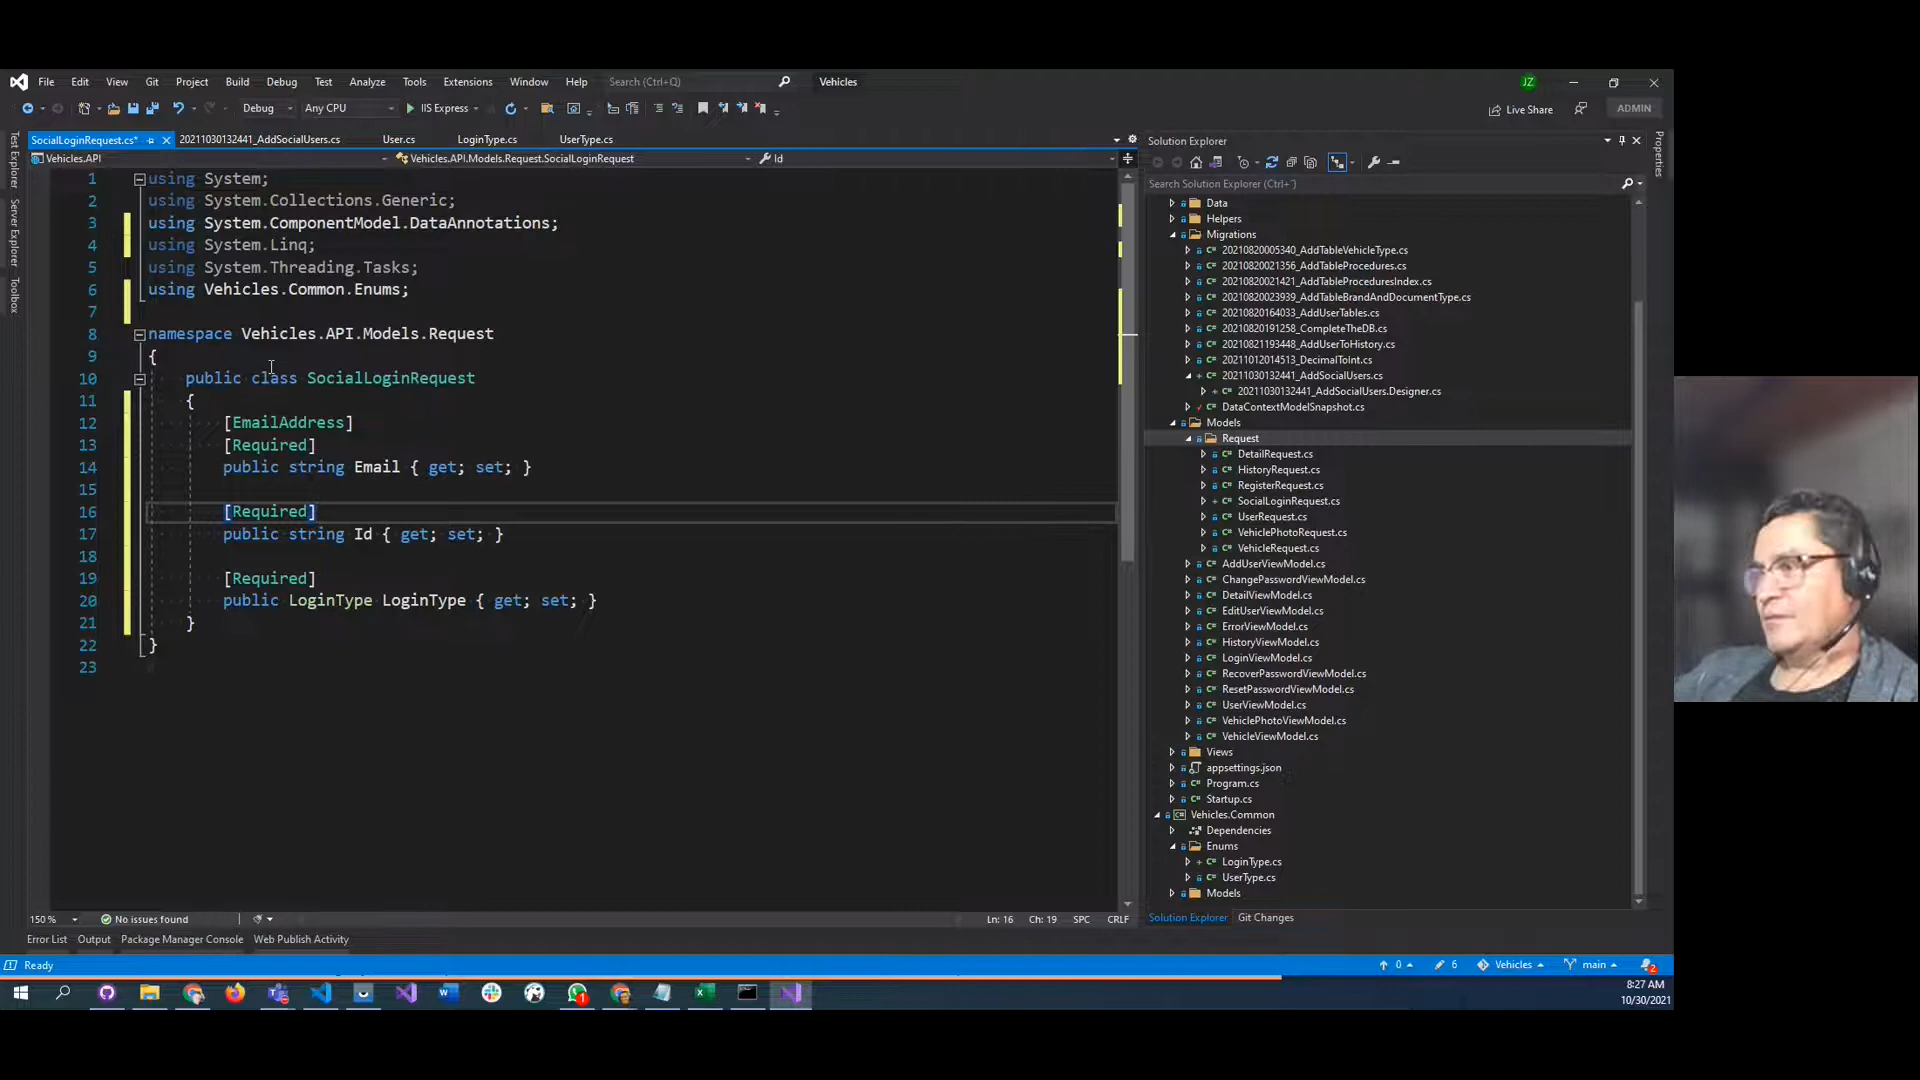 File Edit View Git Project Build Debug Test Analyze Tools Extensions Window Help Search (Ctrl+Q) Vehicles JZ
Debug Any CPU IIS Express Live Share ADMIN
SocialLoginRequest.cs* 20211030132441_AddSocialUsers.cs User.cs LoginType.cs UserType.cs
Vehicles.API Vehicles.API.Models.Request.SocialLoginRequest Id
Test Explorer
Server Explorer
Toolbox
1 using System;
2 using System.Collections.Generic;
3 using System.ComponentModel.DataAnnotations;
4 using System.Linq;
5 using System.Threading.Tasks;
6 using Vehicles.Common.Enums;
7
8 namespace Vehicles.API.Models.Request
9 {
10 public class SocialLoginRequest
11 {
12 [EmailAddress]
13 [Required]
14 public string Email { get; set; }
15
16 [Required]
17 public string Id { get; set; }
18
19 [Required]
20 public LoginType LoginType { get; set; }
21 }
22 }
23
150 % No issues found Ln: 16 Ch: 19 SPC CRLF
Error List Output Package Manager Console Web Publish Activity
Solution Explorer
Properties
Search Solution Explorer (Ctrl+')
Data
Helpers
Migrations
20210820005340_AddTableVehicleType.cs
20210820021356_AddTableProcedures.cs
20210820021421_AddTableProceduresIndex.cs
20210820023939_AddTableBrandAndDocumentType.cs
20210820164033_AddUserTables.cs
20210820191258_CompleteTheDB.cs
20210821193448_AddUserToHistory.cs
20211012014513_DecimalToInt.cs
20211030132441_AddSocialUsers.cs
20211030132441_AddSocialUsers.Designer.cs
DataContextModelSnapshot.cs
Models
Request
DetailRequest.cs
HistoryRequest.cs
RegisterRequest.cs
SocialLoginRequest.cs
UserRequest.cs
VehiclePhotoRequest.cs
VehicleRequest.cs
AddUserViewModel.cs
ChangePasswordViewModel.cs
DetailViewModel.cs
EditUserViewModel.cs
ErrorViewModel.cs
HistoryViewModel.cs
LoginViewModel.cs
RecoverPasswordViewModel.cs
ResetPasswordViewModel.cs
UserViewModel.cs
VehiclePhotoViewModel.cs
VehicleViewModel.cs
Views
appsettings.json
Program.cs
Startup.cs
Vehicles.Common
Dependencies
Enums
LoginType.cs
UserType.cs
Models
Solution Explorer Git Changes
Ready 0 6 Vehicles main 2
8:27 AM
10/30/2021